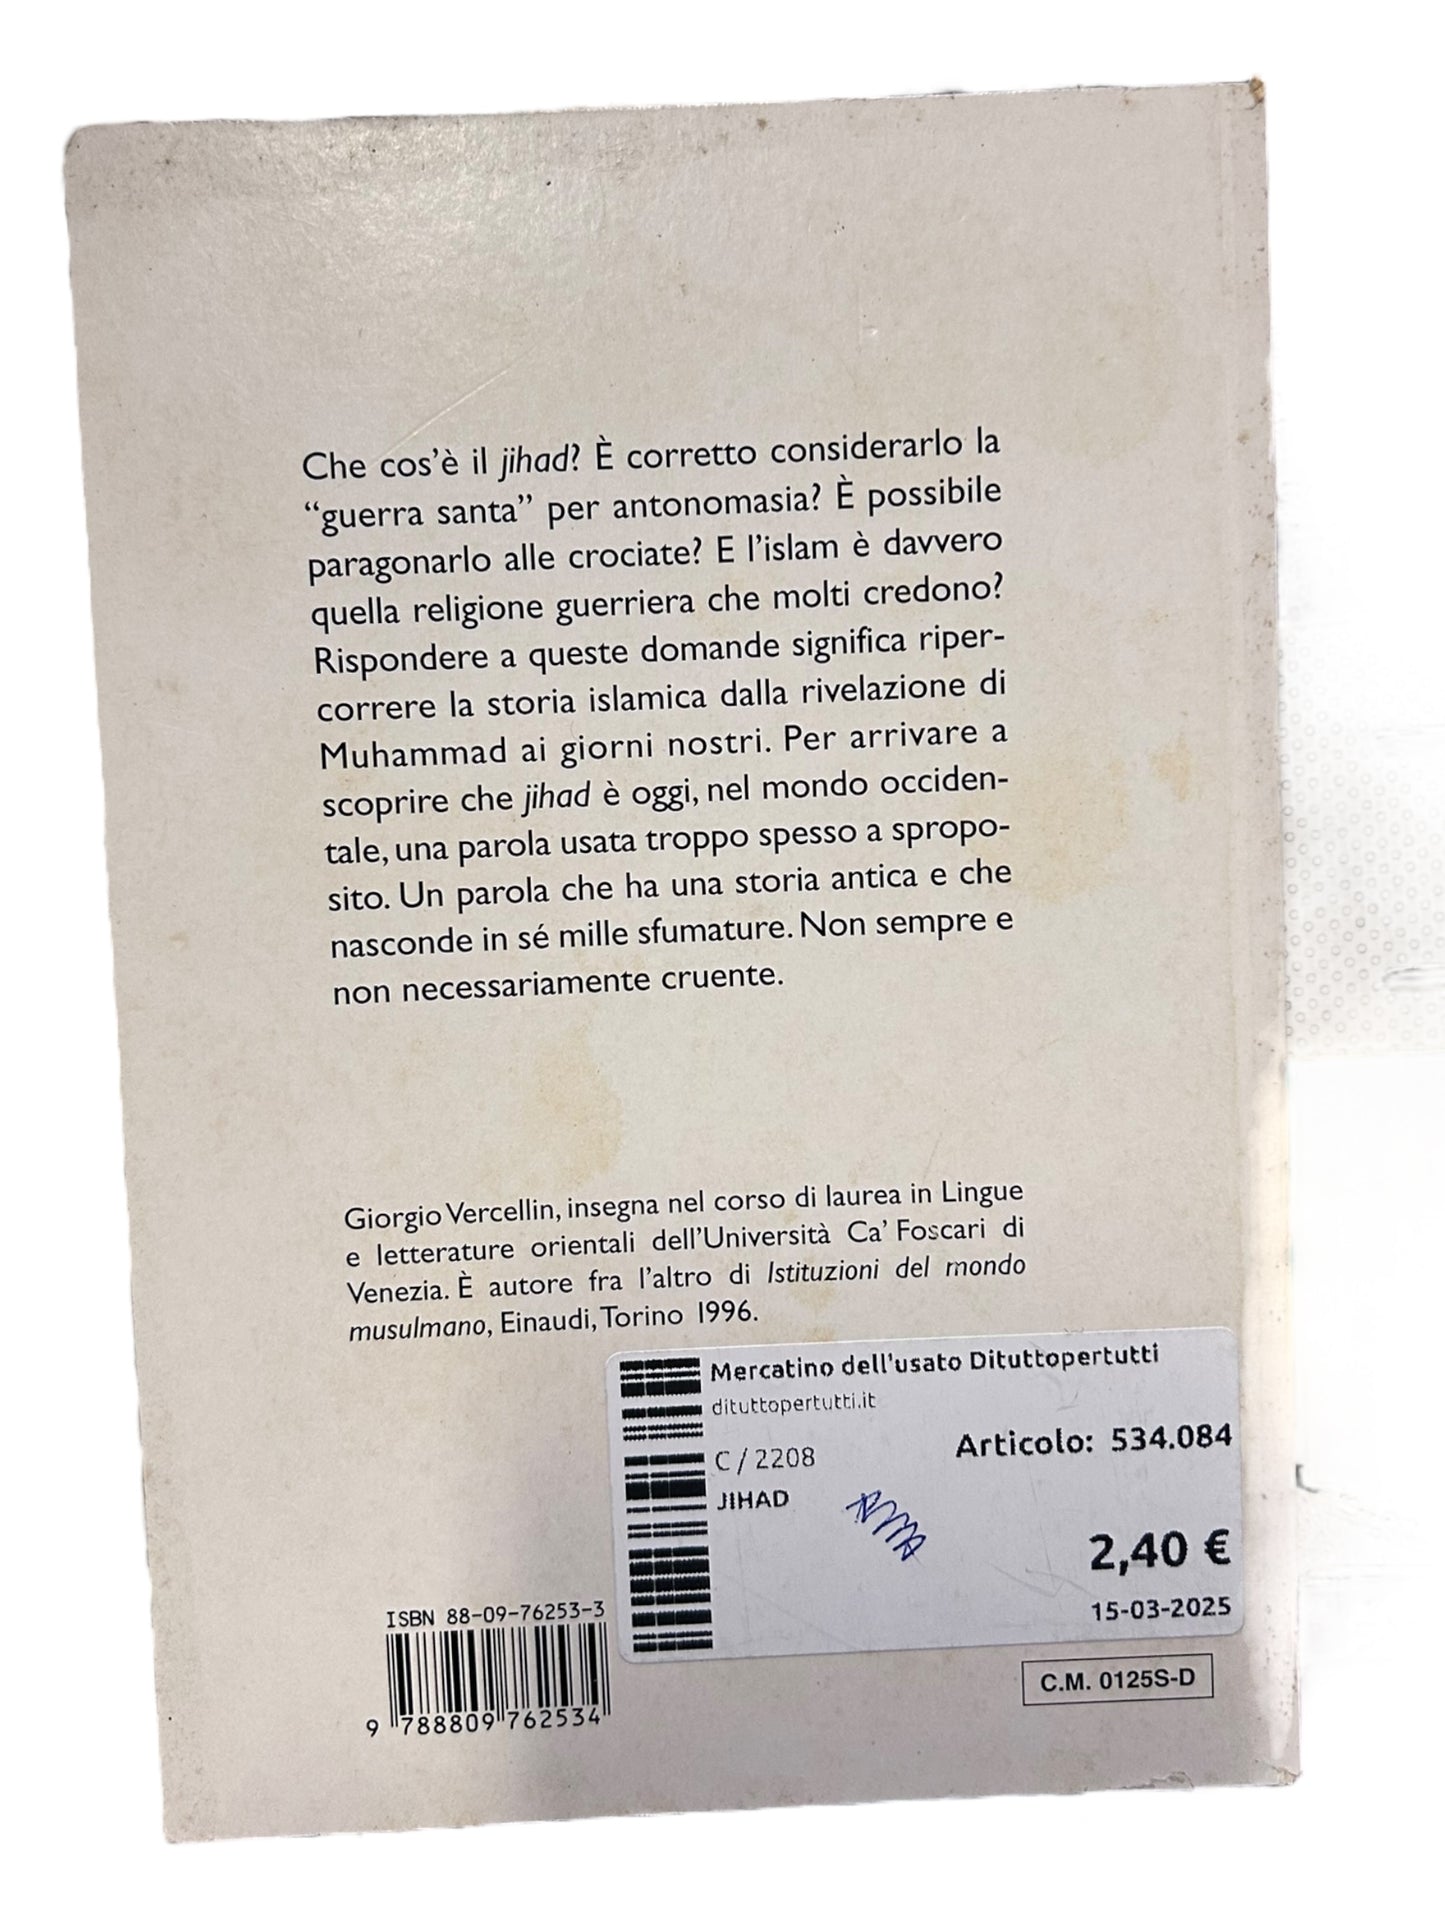 Che cos'è il jihad? È corretto considerarlo la
“guerra santa” per antonomasia? È possibile
paragonarlo alle crociate? E l'islam è davvero
quella religione guerriera che molti credono?
Rispondere a queste domande significa riper-
correre la storia islamica dalla rivelazione di
Muhammad ai giorni nostri. Per arrivare a
scoprire che jihad è oggi, nel mondo occiden-
tale, una parola usata troppo spesso a spropo-
sito. Un parola che ha una storia antica e che
nasconde in sé mille sfumature. Non sempre e
non necessariamente cruente.
Giorgio Vercellin, insegna nel corso di laurea in Lingue
e letterature orientali dell'Università Ca' Foscari di
Venezia. È autore fra l'altro di Istituzioni del mondo
musulmano, Einaudi, Torino 1996.
Mercatino dell'usato Dituttopertutti
dituttopertutti.it
Articolo: 534.084
C / 2208
JIHAD
2,40 €
15-03-2025
ISBN 88-09-76253-3
9 788809 762534
C.M. 0125S-D